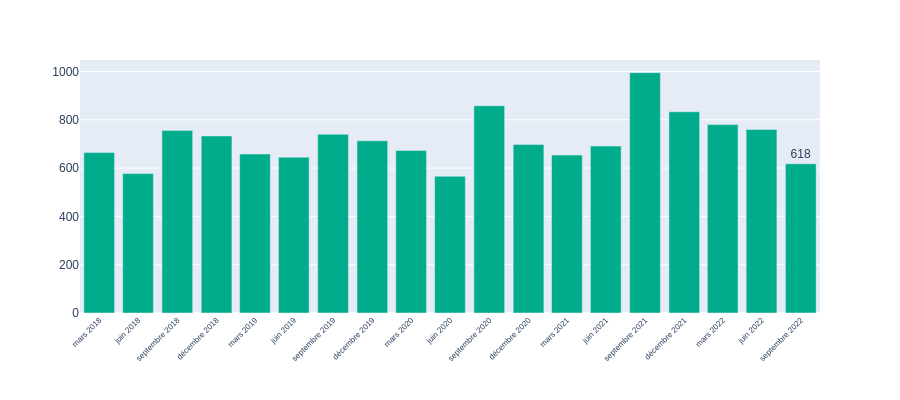 1000
800
600
400
200
0
618
mars 2018
juin 2018
septembre 2018
décembre 2018
mars 2019
juin 2019
septembre 2019
décembre 2019
mars 2020
juin 2020
septembre 2020
décembre 2020
mars 2021
juin 2021
septembre 2021
décembre 2021
mars 2022
juin 2022
septembre 2022